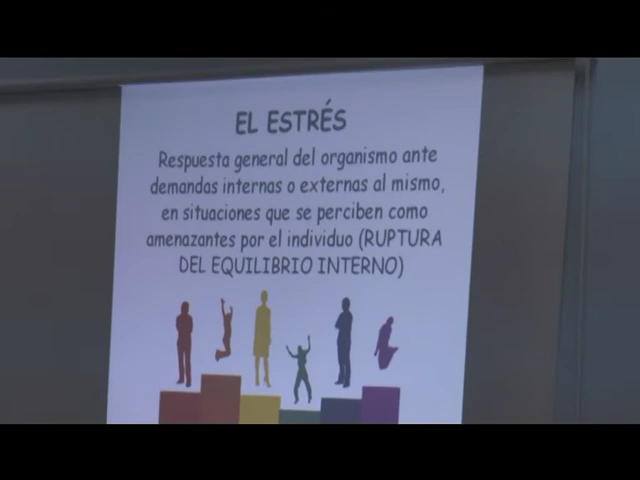 EL ESTRÉS
Respuesta general del organismo ante
demandas internas o externas al mismo,
en situaciones que se perciben como
amenazantes por el individuo (RUPTURA
DEL EQUILIBRIO INTERNO)